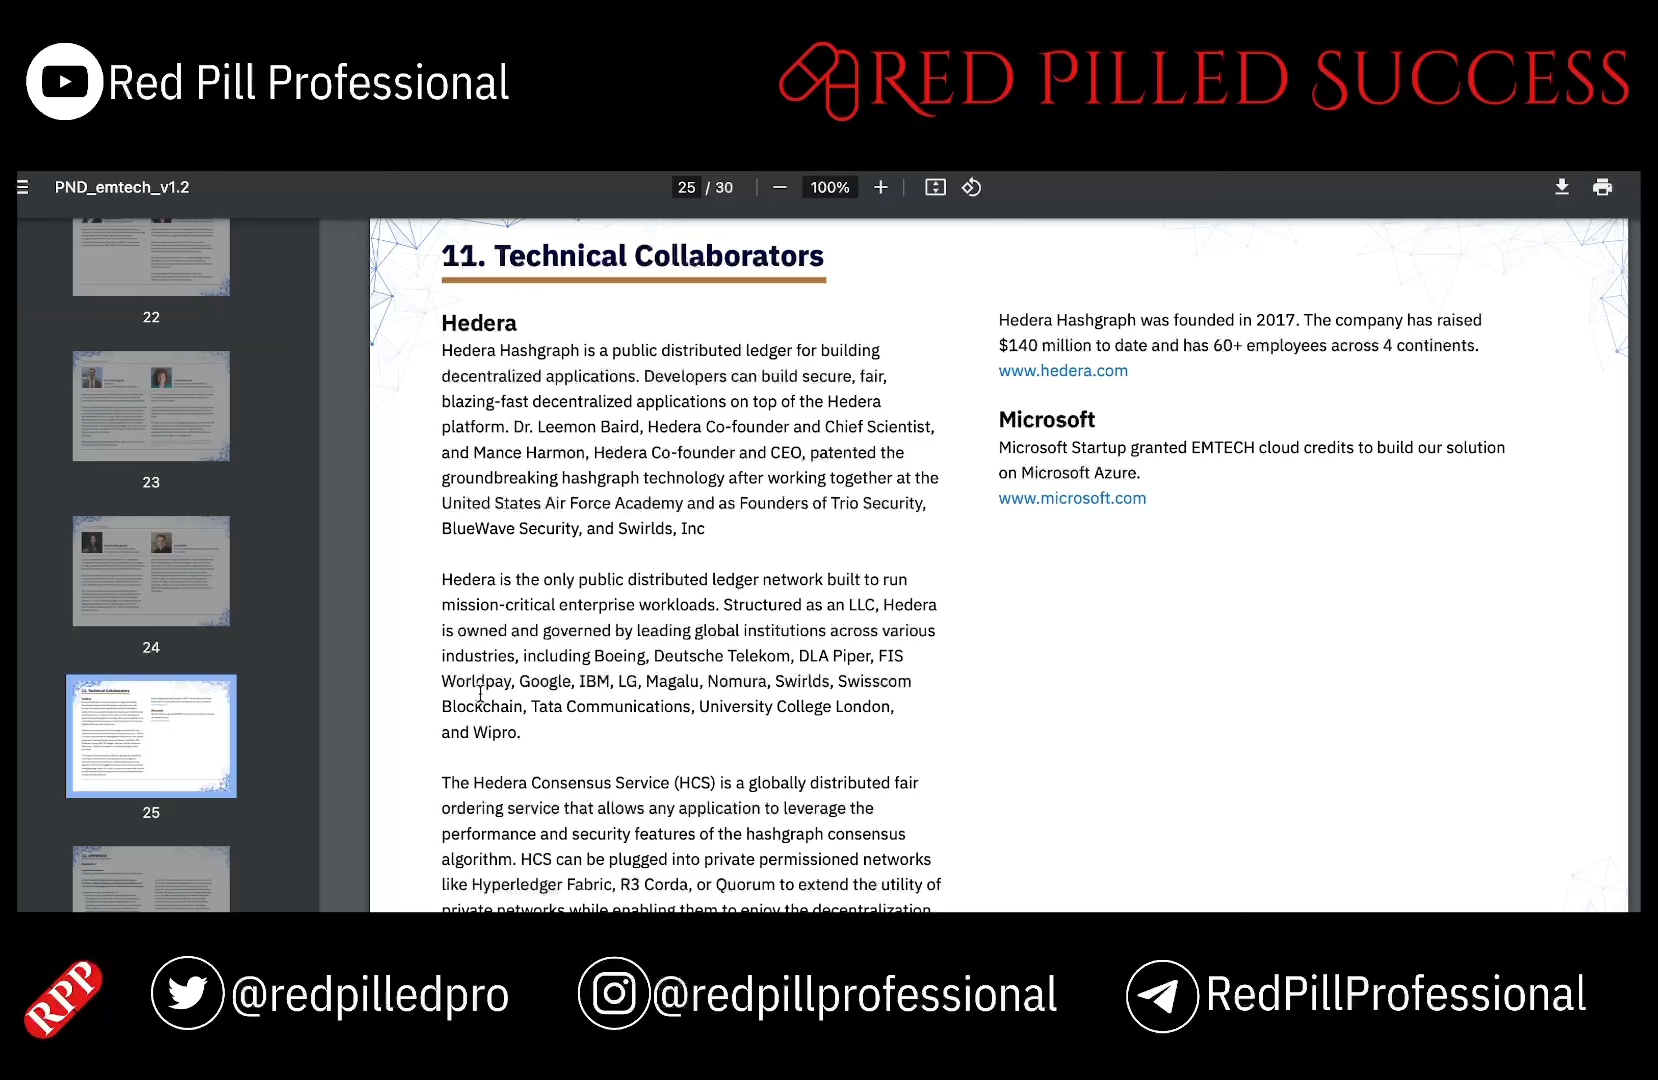 Red Pill Professional
RED PILLED SUCCESS
PND_emtech_v1.2
25 / 30
100%
22
23
24
25
11. Technical Collaborators
Hedera
Hedera Hashgraph is a public distributed ledger for building
decentralized applications. Developers can build secure, fair,
blazing-fast decentralized applications on top of the Hedera
platform. Dr. Leemon Baird, Hedera Co-founder and Chief Scientist,
and Mance Harmon, Hedera Co-founder and CEO, patented the
groundbreaking hashgraph technology after working together at the
United States Air Force Academy and as Founders of Trio Security,
BlueWave Security, and Swirlds, Inc
Hedera is the only public distributed ledger network built to run
mission-critical enterprise workloads. Structured as an LLC, Hedera
is owned and governed by leading global institutions across various
industries, including Boeing, Deutsche Telekom, DLA Piper, FIS
Worldpay, Google, IBM, LG, Magalu, Nomura, Swirlds, Swisscom
Blockchain, Tata Communications, University College London,
and Wipro.
The Hedera Consensus Service (HCS) is a globally distributed fair
ordering service that allows any application to leverage the
performance and security features of the hashgraph consensus
algorithm. HCS can be plugged into private permissioned networks
like Hyperledger Fabric, R3 Corda, or Quorum to extend the utility of
private networks while enabling them to enjoy the decentralization
Hedera Hashgraph was founded in 2017. The company has raised
$140 million to date and has 60+ employees across 4 continents.
www.hedera.com
Microsoft
Microsoft Startup granted EMTECH cloud credits to build our solution
on Microsoft Azure.
www.microsoft.com
RPP
@redpilledpro
@redpillprofessional
RedPillProfessional